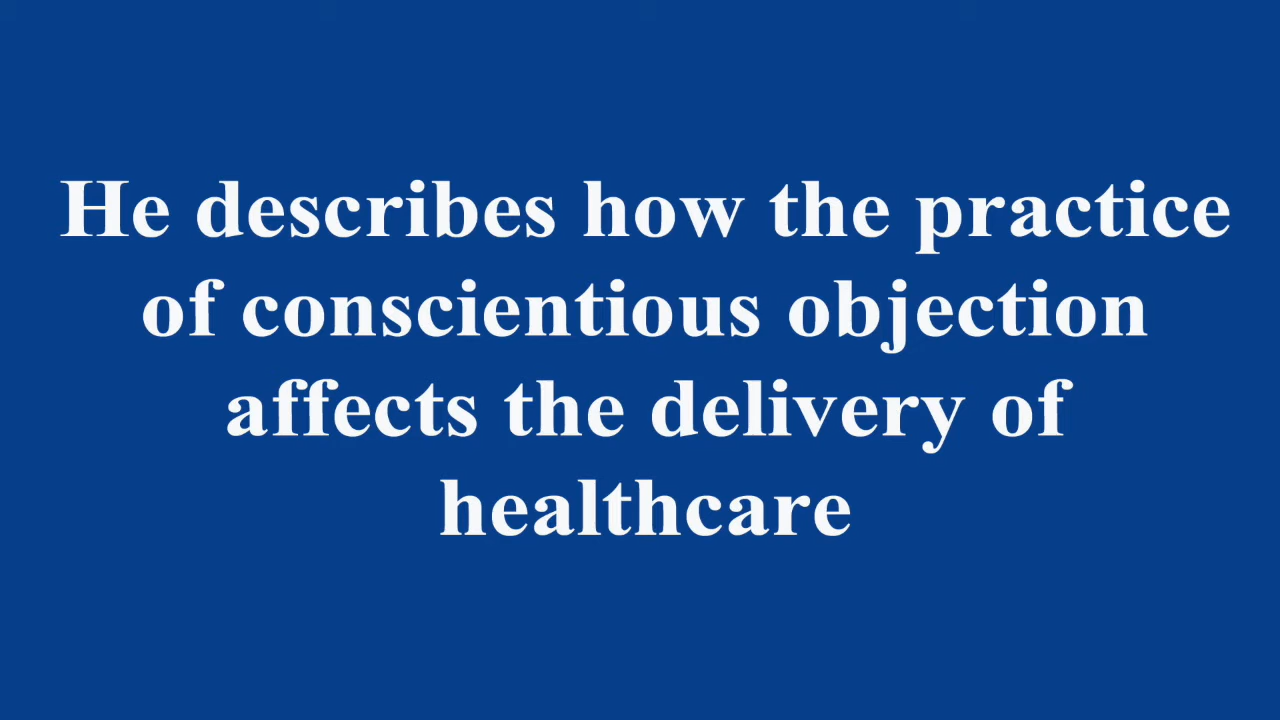 He describes how the practice
of conscientious objection
affects the delivery of
healthcare